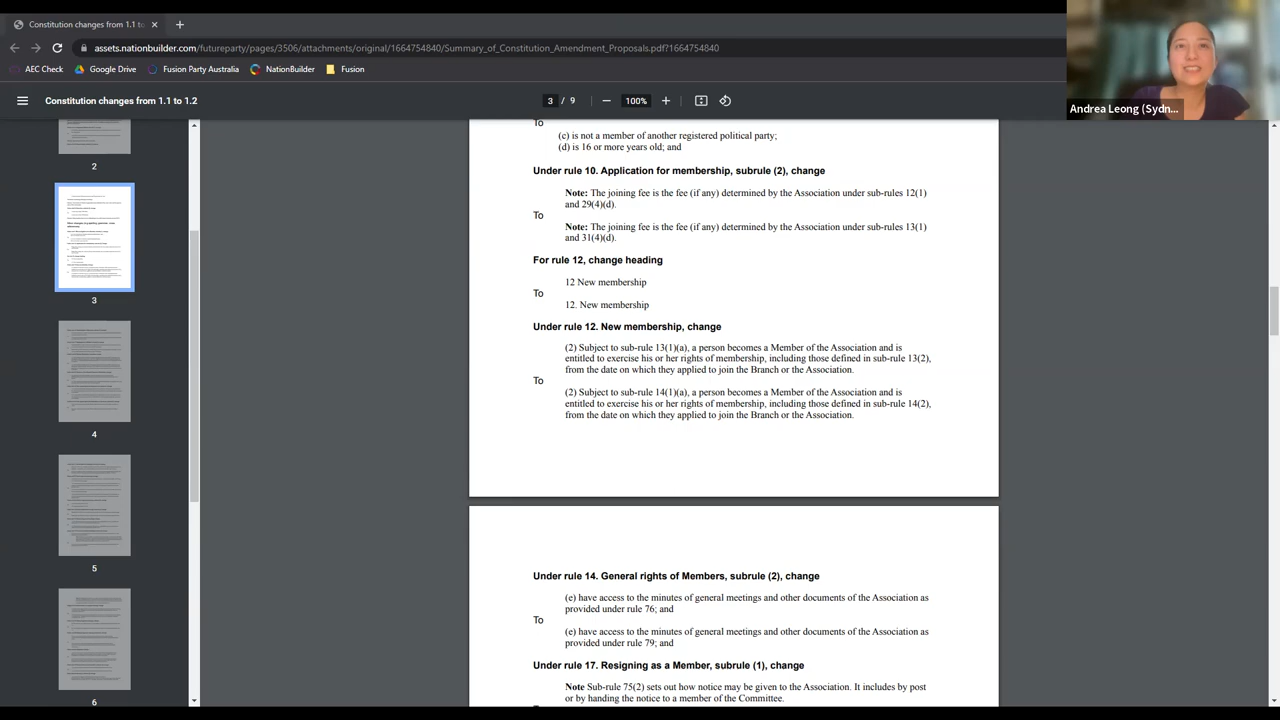 Constitution changes from 1.1 to
assets.nationbuilder.com/futureparty/pages/3506/attachments/original/1664754840/Summary_of_Constitution_Amendment_Proposals.pdf?1664754840
AEC Check Google Drive Fusion Party Australia NationBuilder Fusion
Andrea Leong (Sydn...
Constitution changes from 1.1 to 1.2
3 / 9
100%
2
3
4
5
6
To
(c) is not a member of another registered political party;
(d) is 16 or more years old; and
Under rule 10. Application for membership, subrule (2), change
Note: The joining fee is the fee (if any) determined by the Association under sub-rules 12(1)
and 29(4)(d).
To
Note: The joining fee is the fee (if any) determined by the Association under sub-rules 13(1)
and 31(4)(d).
For rule 12, change heading
12 New membership
To
12. New membership
Under rule 12. New membership, change
(2) Subject to sub-rule 13(1)(a), a person becomes a Member of the Association and is
entitled to exercise his or her rights of membership, including those defined in sub-rule 13(2),
from the date on which they applied to join the Branch or the Association.
To
(2) Subject to sub-rule 14(1)(a), a person becomes a Member of the Association and is
entitled to exercise his or her rights of membership, including those defined in sub-rule 14(2),
from the date on which they applied to join the Branch or the Association.
Under rule 14. General rights of Members, subrule (2), change
(e) have access to the minutes of general meetings and other documents of the Association as
provided under rule 76; and
To
(e) have access to the minutes of general meetings and other documents of the Association as
provided under rule 79; and
Under rule 17. Resigning as a Member, subrule (1), change
Note Sub-rule 75(2) sets out how notice may be given to the Association. It includes by post
or by handing the notice to a member of the Committee.